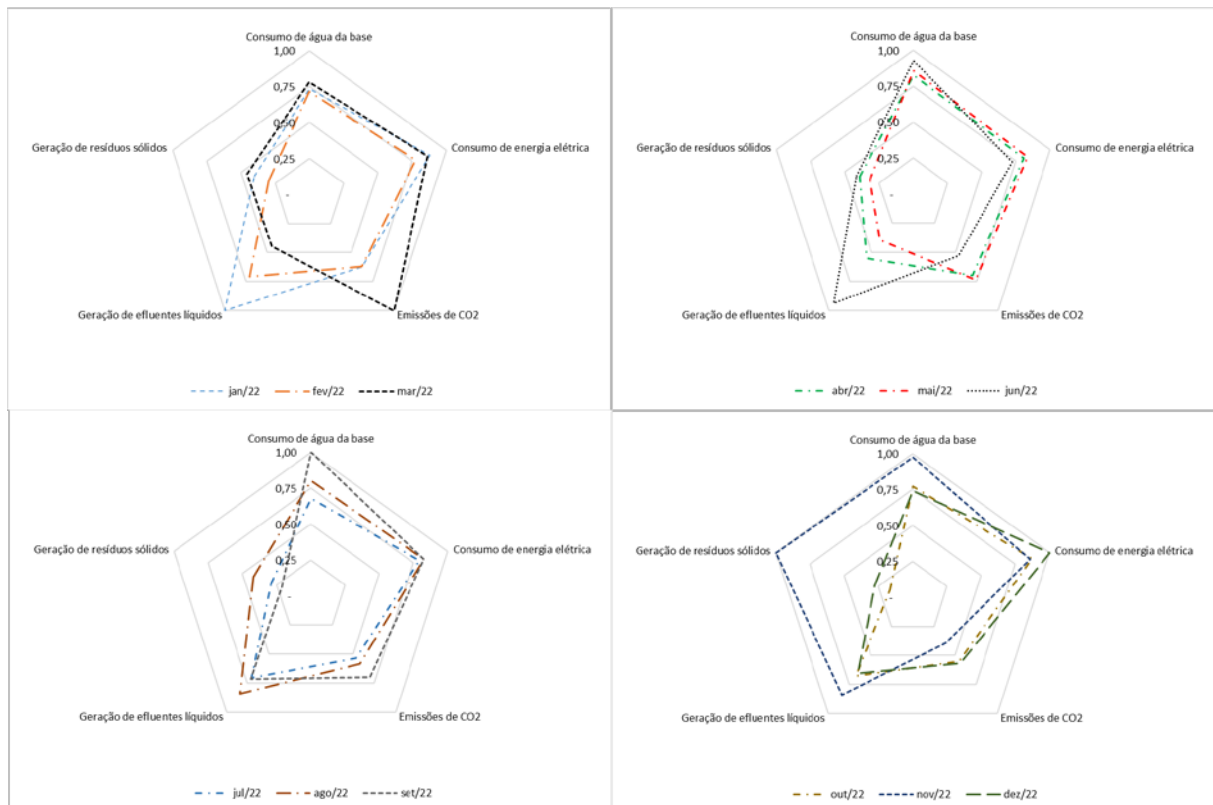 Consumo de água da base
1,00
0,75
0,50
0,25
-
Geração de resíduos sólidos
Consumo de energia elétrica
Geração de efluentes líquidos
Emissões de CO2
jan/22 fev/22 mar/22
Consumo de água da base
1,00
0,75
0,50
0,25
-
Geração de resíduos sólidos
Consumo de energia elétrica
Geração de efluentes líquidos
Emissões de CO2
abr/22 mai/22 jun/22
Consumo de água da base
1,00
0,75
0,50
0,25
-
Geração de resíduos sólidos
Consumo de energia elétrica
Geração de efluentes líquidos
Emissões de CO2
jul/22 ago/22 set/22
Consumo de água da base
1,00
0,75
0,50
0,25
-
Geração de resíduos sólidos
Consumo de energia elétrica
Geração de efluentes líquidos
Emissões de CO2
out/22 nov/22 dez/22